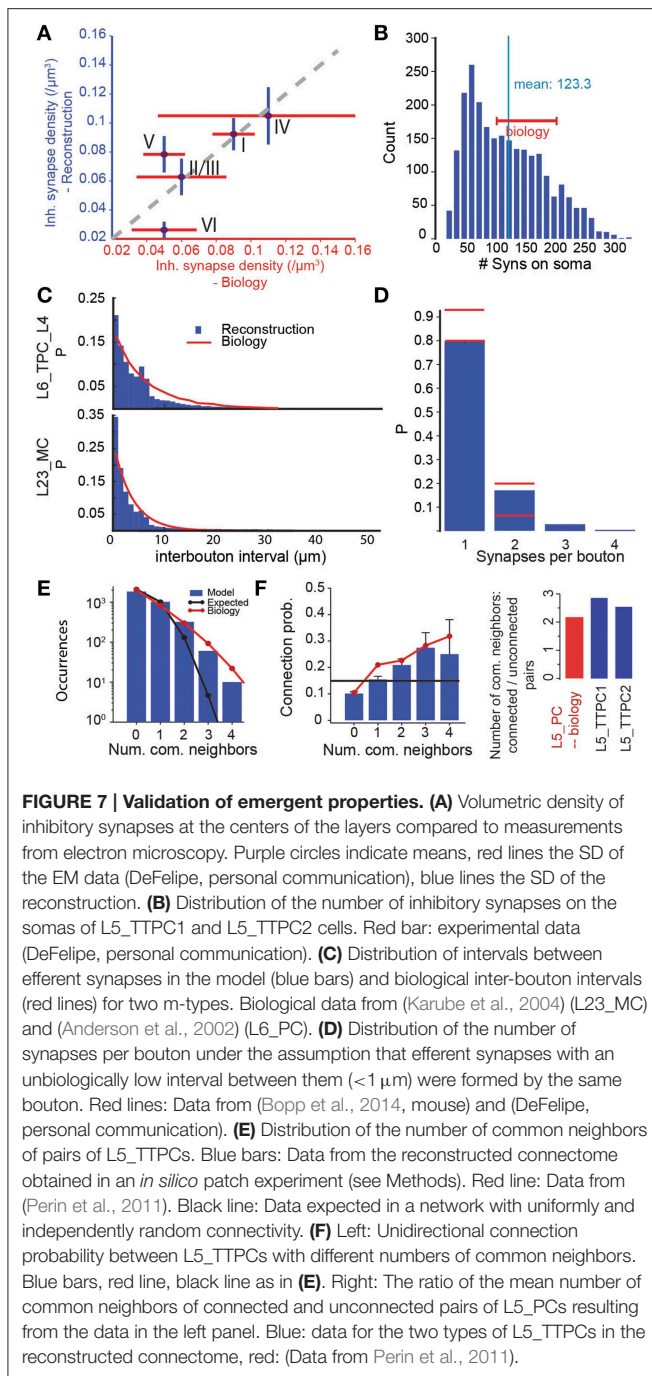 A
0.16
0.14
0.12
0.1
0.08
0.06
0.04
0.02
Inh. synapse density (/µm³)
- Reconstruction
IV
I
V
II/III
VI
0.02 0.04 0.06 0.08 0.1 0.12 0.14 0.16
Inh. synapse density (/µm³)
- Biology
B
300
250
200
150
100
50
0
Count
mean: 123.3
biology
50 100 150 200 250 300
# Syns on soma
C
0.25
0.15
0.05
L6_TPC_L4
P
Reconstruction
Biology
0.35
0.25
0.15
0.05
L23_MC
P
0 10 20 30 40 50
interbouton interval (µm)
D
0.9
0.8
0.7
0.6
0.5
0.4
0.3
0.2
0.1
P
1 2 3 4
Synapses per bouton
E
10³
10²
10¹
10⁰
Occurrences
Model
Expected
Biology
0 1 2 3 4
Num. com. neighbors
F
0.5
0.4
0.3
0.2
0.1
0
Connection prob.
0 1 2 3 4
Num. com. neighbors
Number of com. neighbors:
connected / unconnected
pairs
3
2
1
0
L5_PC
-- biology
L5_TTPC1
L5_TTPC2
FIGURE 7 | Validation of emergent properties. (A) Volumetric density of
inhibitory synapses at the centers of the layers compared to measurements
from electron microscopy. Purple circles indicate means, red lines the SD of
the EM data (DeFelipe, personal communication), blue lines the SD of the
reconstruction. (B) Distribution of the number of inhibitory synapses on the
somas of L5_TTPC1 and L5_TTPC2 cells. Red bar: experimental data
(DeFelipe, personal communication). (C) Distribution of intervals between
efferent synapses in the model (blue bars) and biological inter-bouton intervals
(red lines) for two m-types. Biological data from (Karube et al., 2004) (L23_MC)
and (Anderson et al., 2002) (L6_PC). (D) Distribution of the number of
synapses per bouton under the assumption that efferent synapses with an
unbiologically low interval between them (<1 µm) were formed by the same
bouton. Red lines: Data from (Bopp et al., 2014, mouse) and (DeFelipe,
personal communication). (E) Distribution of the number of common neighbors
of pairs of L5_TTPCs. Blue bars: Data from the reconstructed connectome
obtained in an in silico patch experiment (see Methods). Red line: Data from
(Perin et al., 2011). Black line: Data expected in a network with uniformly and
independently random connectivity. (F) Left: Unidirectional connection
probability between L5_TTPCs with different numbers of common neighbors.
Blue bars, red line, black line as in (E). Right: The ratio of the mean number of
common neighbors of connected and unconnected pairs of L5_PCs resulting
from the data in the left panel. Blue: data for the two types of L5_TTPCs in the
reconstructed connectome, red: (Data from Perin et al., 2011).